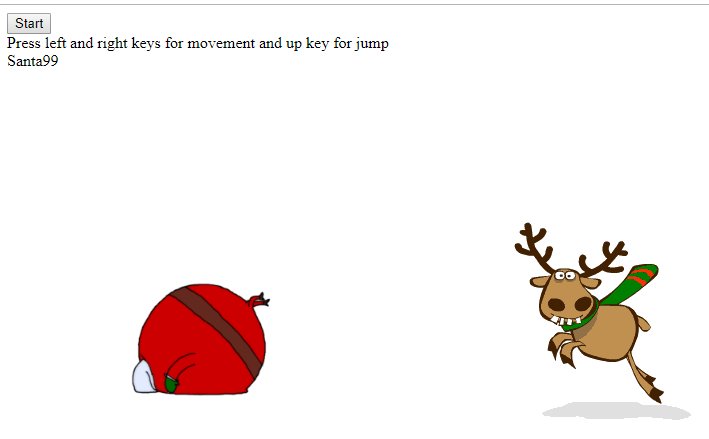 Start
Press left and right keys for movement and up key for jump
Santa99